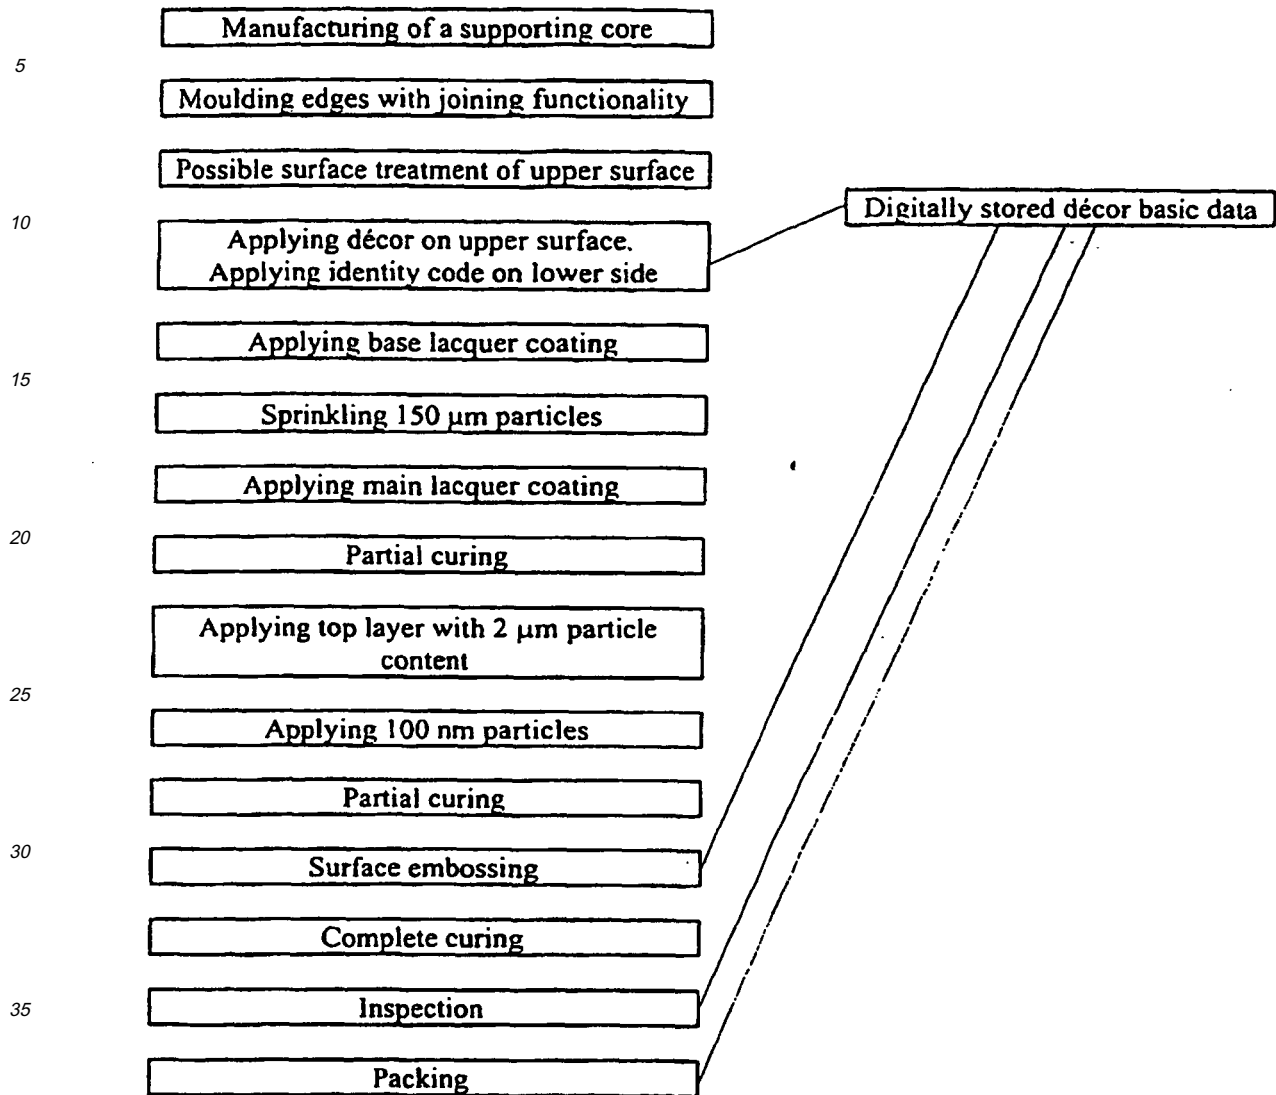 Manufacturing of a supporting core
5
Moulding edges with joining functionality
Possible surface treatment of upper surface
Digitally stored décor basic data
10
Applying décor on upper surface.
Applying identity code on lower side
Applying base lacquer coating
15
Sprinkling 150 µm particles
Applying main lacquer coating
20
Partial curing
Applying top layer with 2 µm particle
content
25
Applying 100 nm particles
Partial curing
30
Surface embossing
Complete curing
35
Inspection
Packing